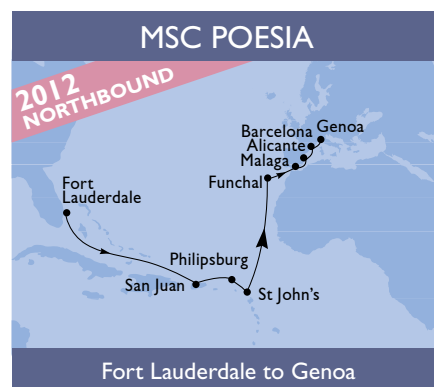 MSC POESIA
2012
NORTHBOUND
Barcelona
Genoa
Alicante
Malaga
Funchal
Fort
Lauderdale
Philipsburg
San Juan
St John's
Fort Lauderdale to Genoa